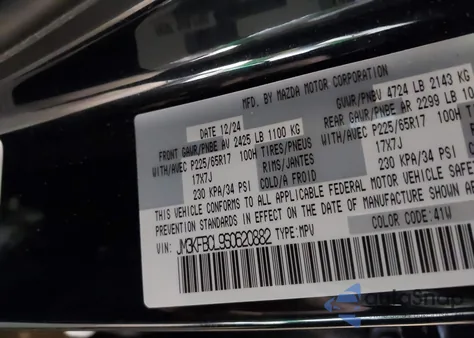 MFD. BY MAZDA MOTOR CORPORATION
DATE 12/24 GVWR/PNBV 4724 LB 2143 KG
FRONT GAWR/PNBE AV 2425 LB 1100 KG REAR GAWR/PNBE AR 2299 LB 10
WITH/AVEC P225/65R17 100H TIRES/PNEUS WITH/AVEC P225/65R17 100H
17X7J RIMS/JANTES 17X7J
230 KPA/34 PSI COLD/A FROID 230 KPA/34 PSI
THIS VEHICLE CONFORMS TO ALL APPLICABLE FEDERAL MOTOR VEHICLE SAFETY
PREVENTION STANDARDS IN EFFECT ON THE DATE OF MANUFACTURE SHOWN
VIN: JM3KFBCL9S0620882 TYPE: MPV COLOR CODE: 41W
AutoSnap